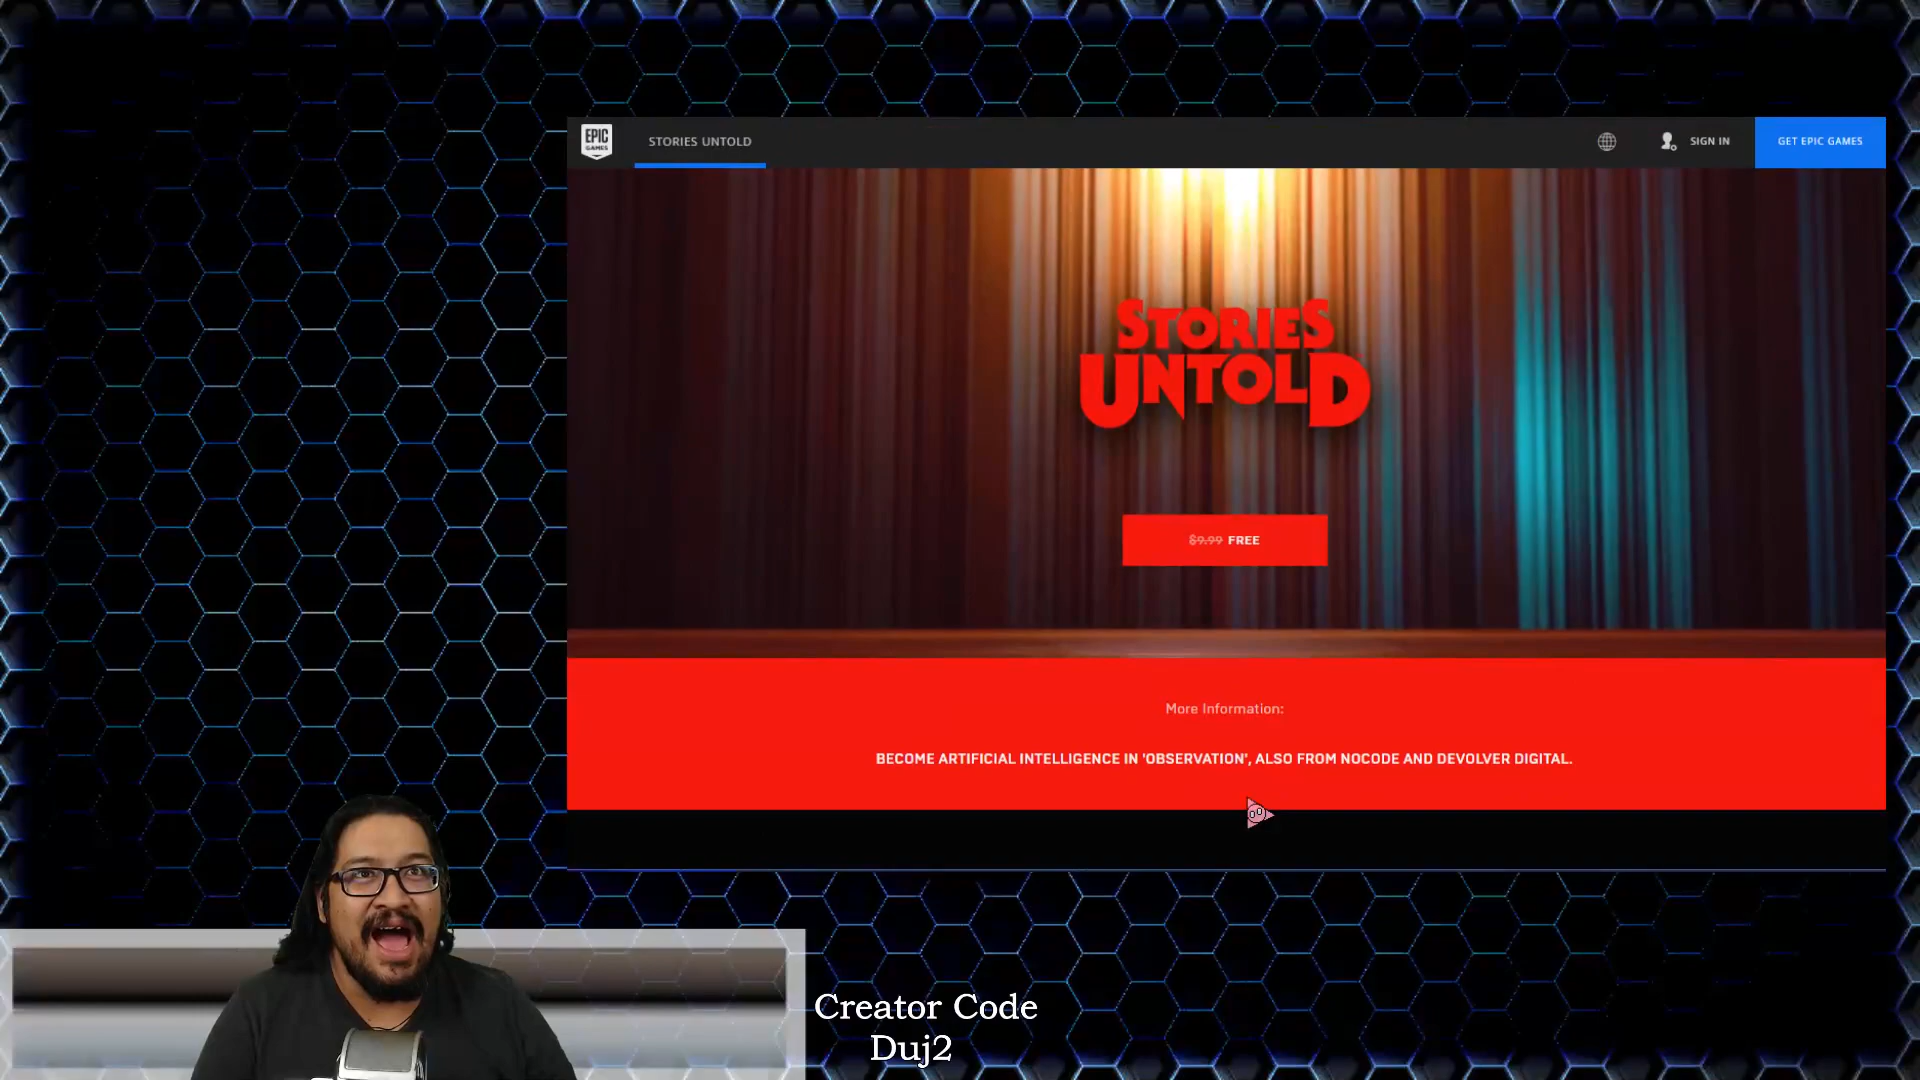 EPIC
GAMES
STORIES UNTOLD
SIGN IN
GET EPIC GAMES
STORIES
UNTOLD
$9.99 FREE
More Information:
BECOME ARTIFICIAL INTELLIGENCE IN 'OBSERVATION', ALSO FROM NOCODE AND DEVOLVER DIGITAL.
Creator Code
Duj2